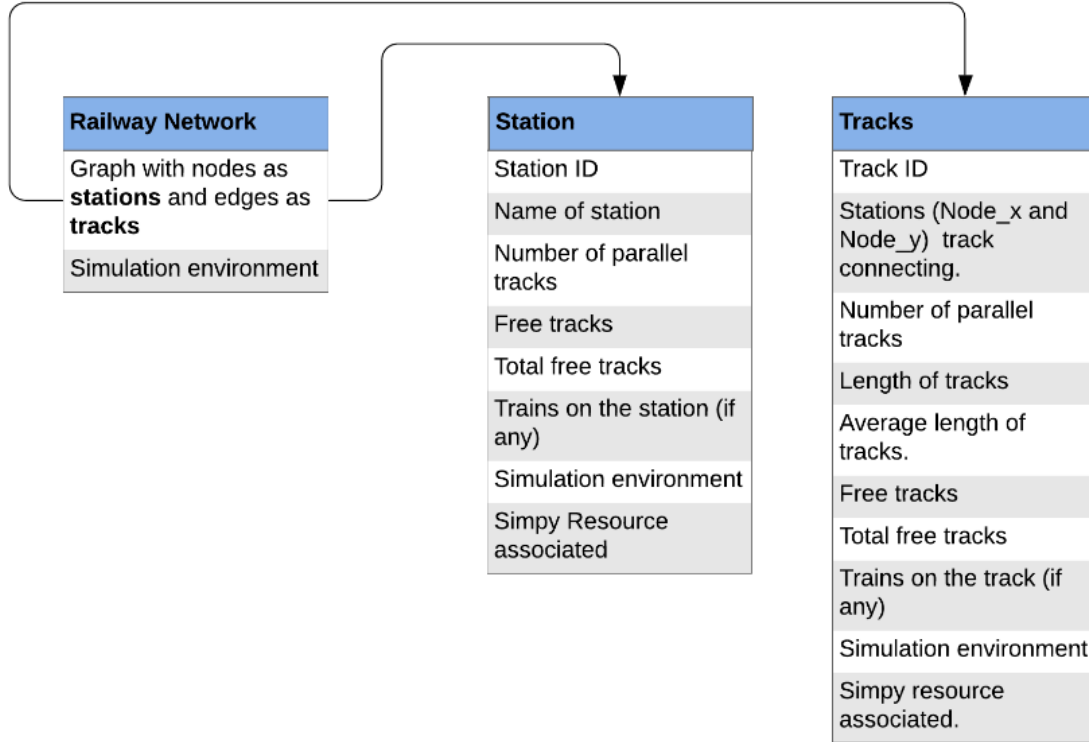 Railway Network
Graph with nodes as
stations and edges as
tracks
Simulation environment
Station
Station ID
Name of station
Number of parallel
tracks
Free tracks
Total free tracks
Trains on the station (if
any)
Simulation environment
Simpy Resource
associated
Tracks
Track ID
Stations (Node_x and
Node_y)  track
connecting.
Number of parallel
tracks
Length of tracks
Average length of
tracks.
Free tracks
Total free tracks
Trains on the track (if
any)
Simulation environment
Simpy resource
associated.